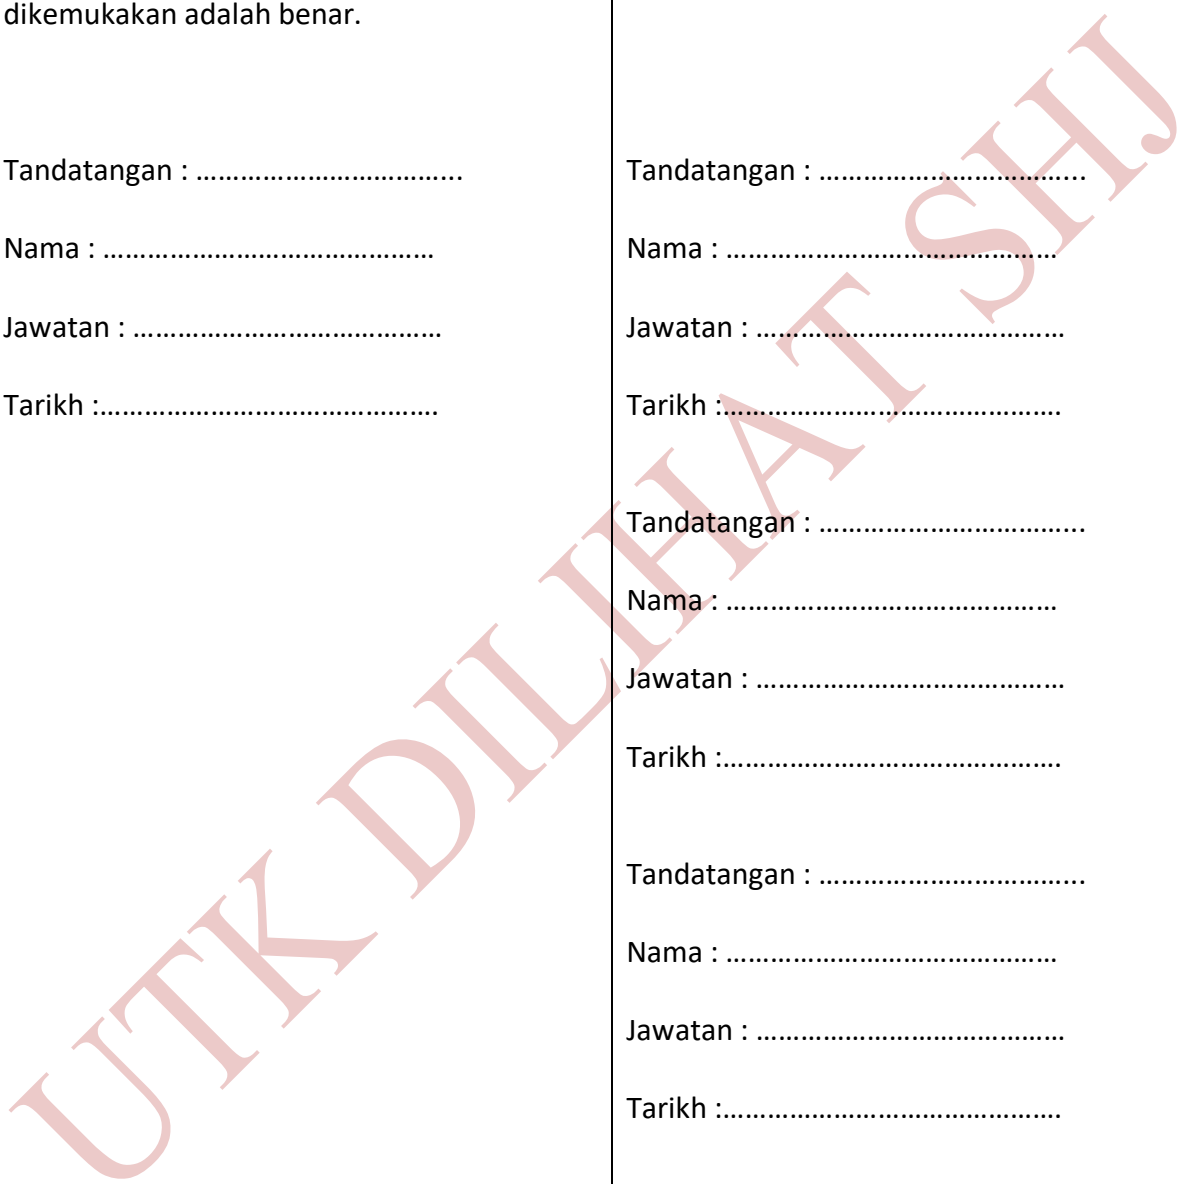 dikemukakan adalah benar.
Tandatangan : ……………………………...
Nama : ………………………………………
Jawatan : ……………………………………
Tarikh :……………………………………….
Tandatangan : ……………………………...
Nama : ………………………………………
Jawatan : ……………………………………
Tarikh :……………………………………….
Tandatangan : ……………………………...
Nama : ………………………………………
Jawatan : ……………………………………
Tarikh :……………………………………….
Tandatangan : ……………………………...
Nama : ………………………………………
Jawatan : ……………………………………
Tarikh :……………………………………….
UTK DILIHAT SHJ